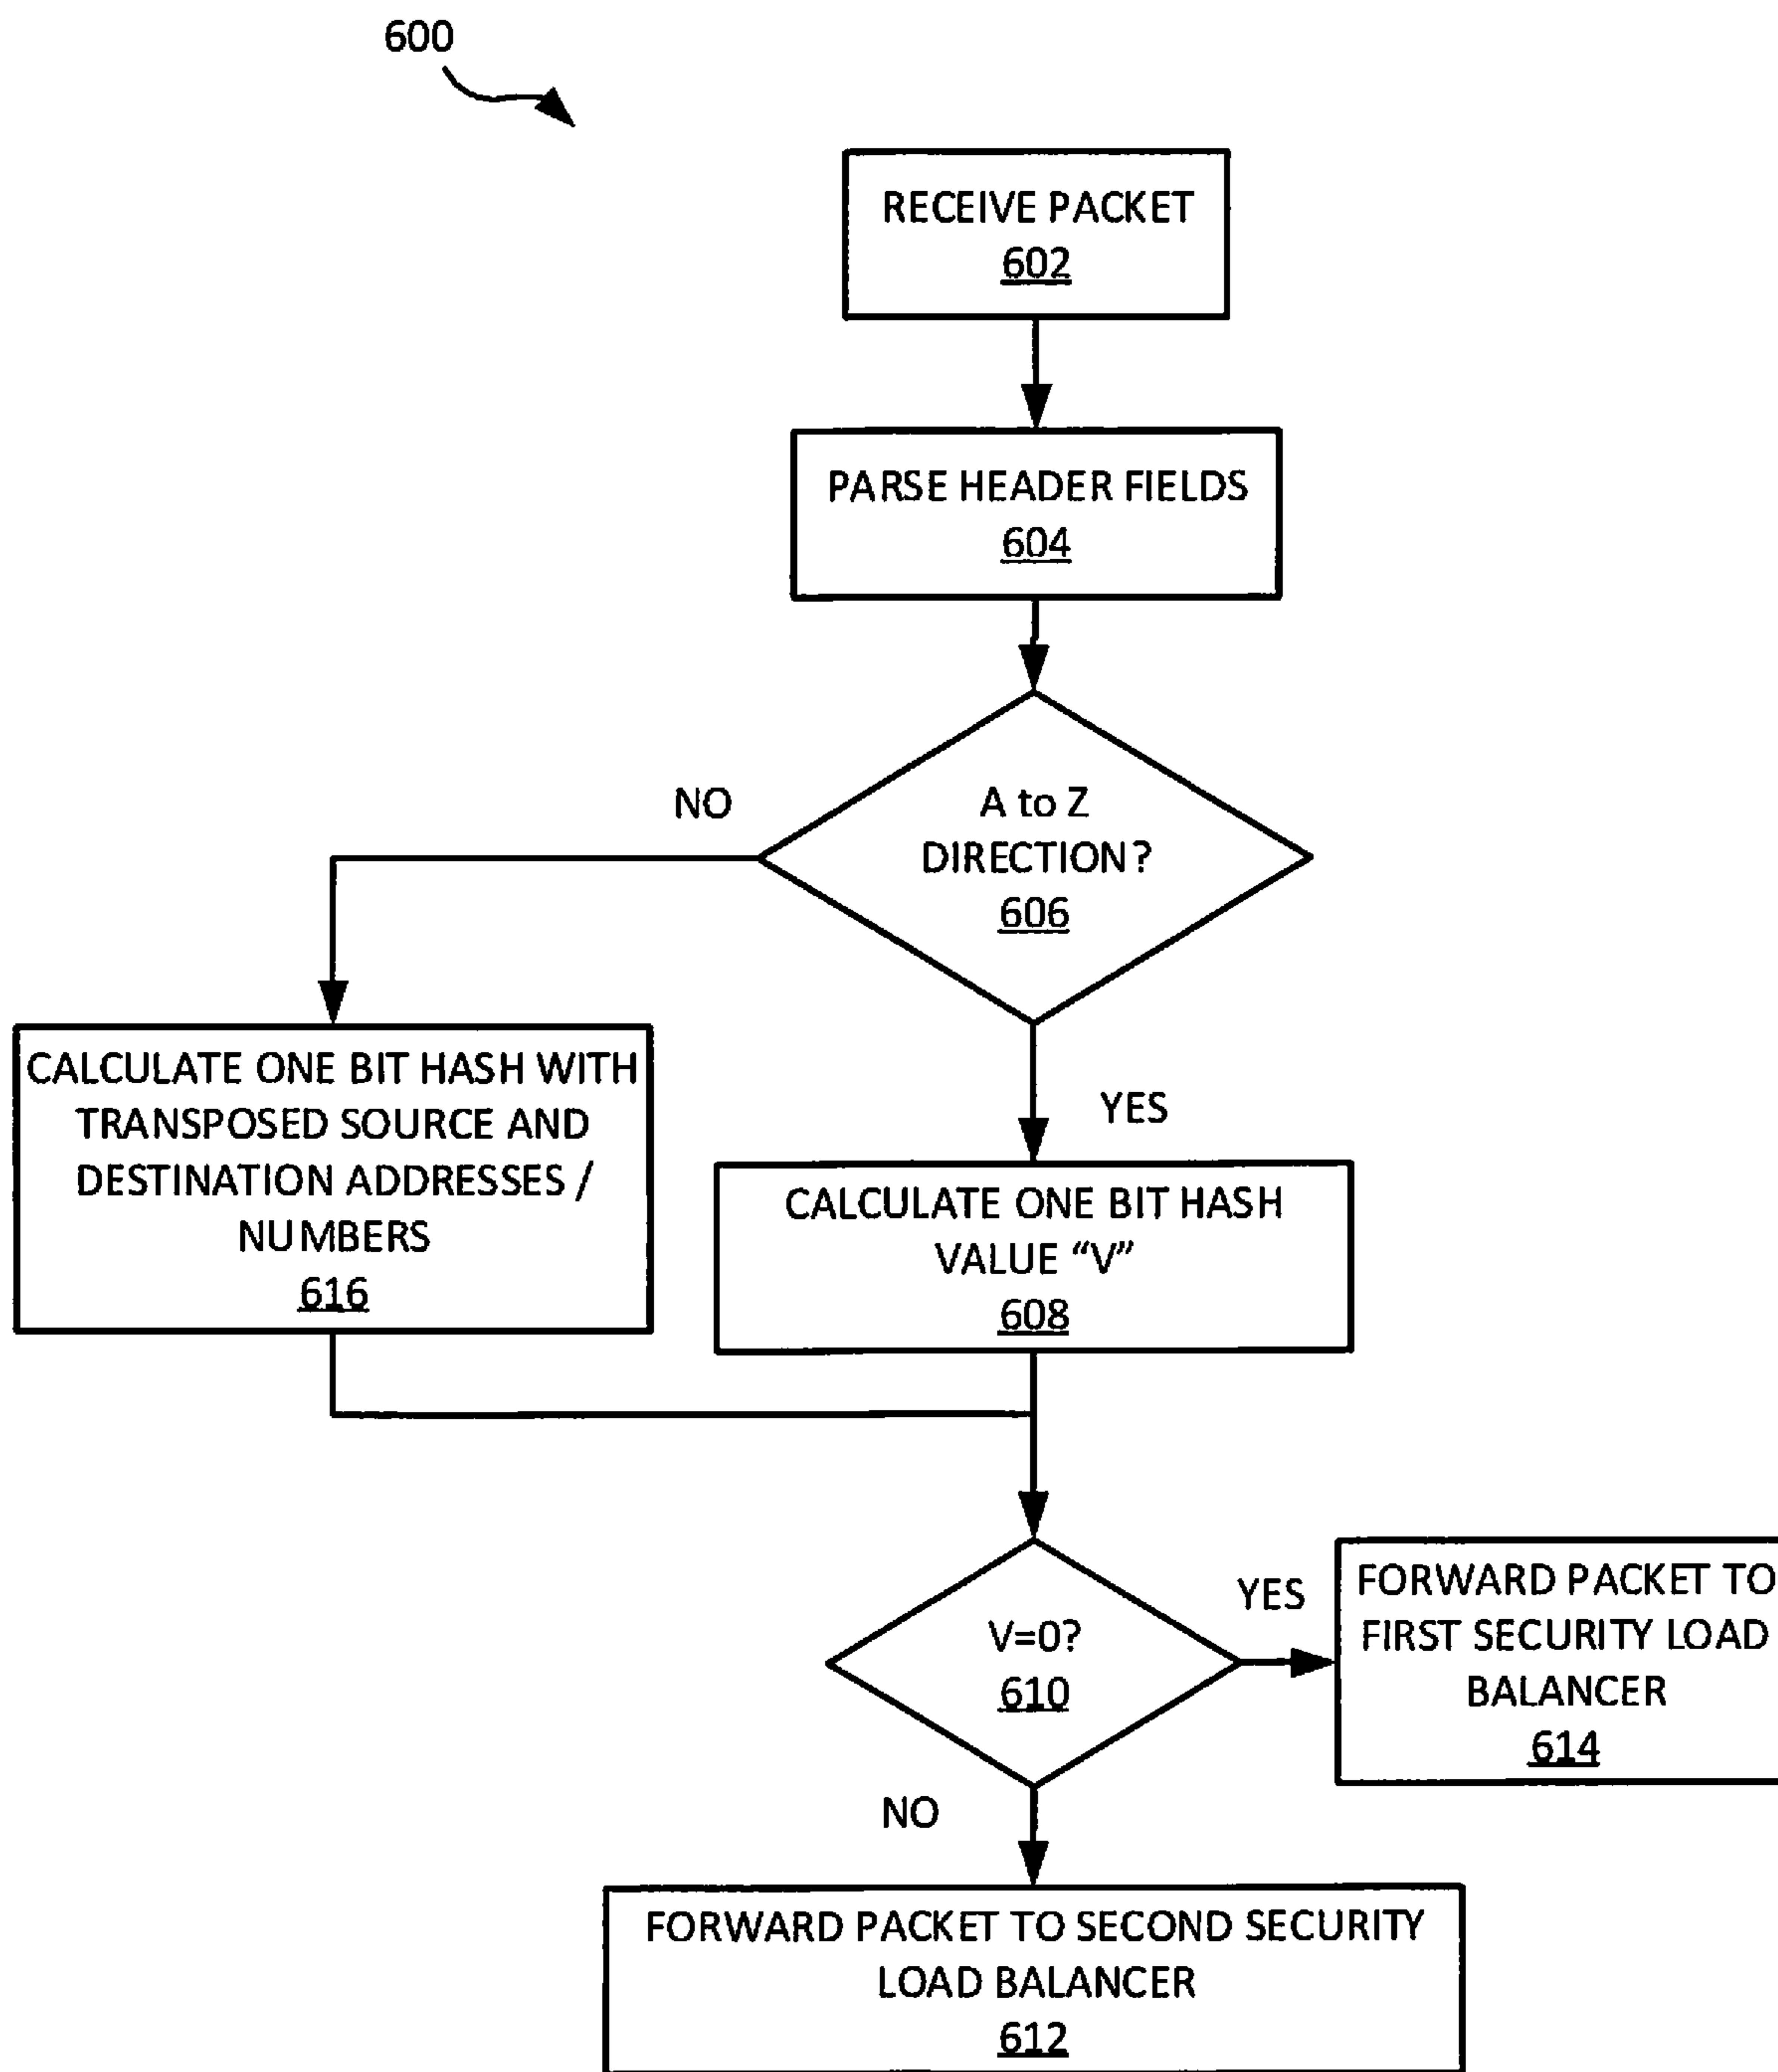 600
RECEIVE PACKET
602
PARSE HEADER FIELDS
604
A to Z
DIRECTION?
606
NO
YES
CALCULATE ONE BIT HASH WITH
TRANSPOSED SOURCE AND
DESTINATION ADDRESSES /
NUMBERS
616
CALCULATE ONE BIT HASH
VALUE “V”
608
V=0?
610
YES
FORWARD PACKET TO
FIRST SECURITY LOAD
BALANCER
614
NO
FORWARD PACKET TO SECOND SECURITY
LOAD BALANCER
612